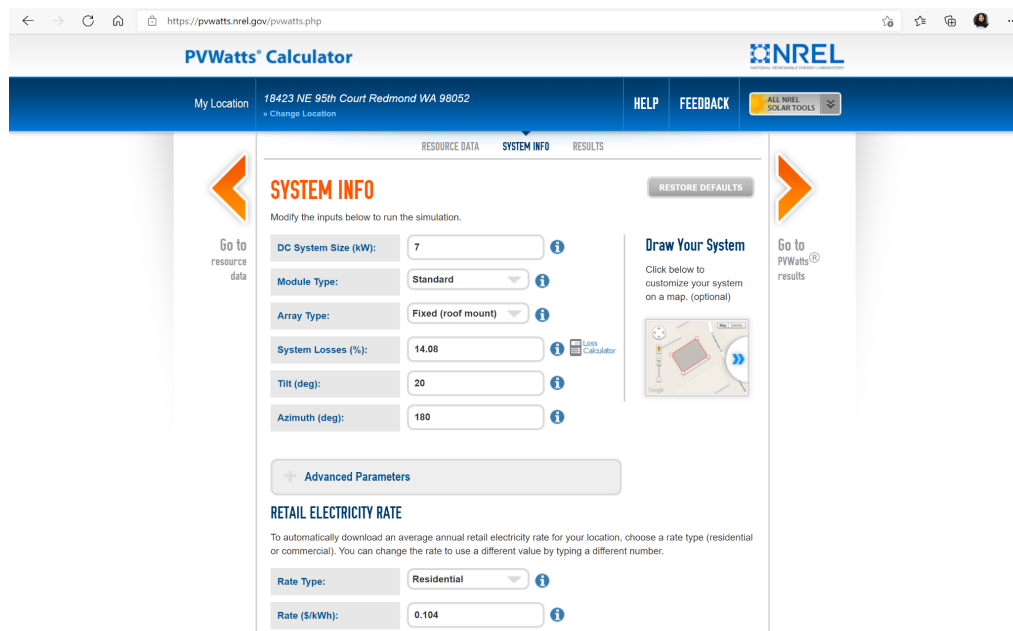 https://pvwatts.nrel.gov/pvwatts.php
PVWatts® Calculator
NREL
NATIONAL RENEWABLE ENERGY LABORATORY
My Location
18423 NE 95th Court Redmond WA 98052
» Change Location
HELP
FEEDBACK
ALL NREL
SOLAR TOOLS
RESOURCE DATA
SYSTEM INFO
RESULTS
Go to
resource
data
SYSTEM INFO
RESTORE DEFAULTS
Modify the inputs below to run the simulation.
DC System Size (kW):
7
Module Type:
Standard
Array Type:
Fixed (roof mount)
System Losses (%):
14.08
Loss
Calculator
Tilt (deg):
20
Azimuth (deg):
180
Draw Your System
Click below to
customize your system
on a map. (optional)
Map
Google
Go to
PVWatts®
results
Advanced Parameters
RETAIL ELECTRICITY RATE
To automatically download an average annual retail electricity rate for your location, choose a rate type (residential
or commercial). You can change the rate to use a different value by typing a different number.
Rate Type:
Residential
Rate ($/kWh):
0.104